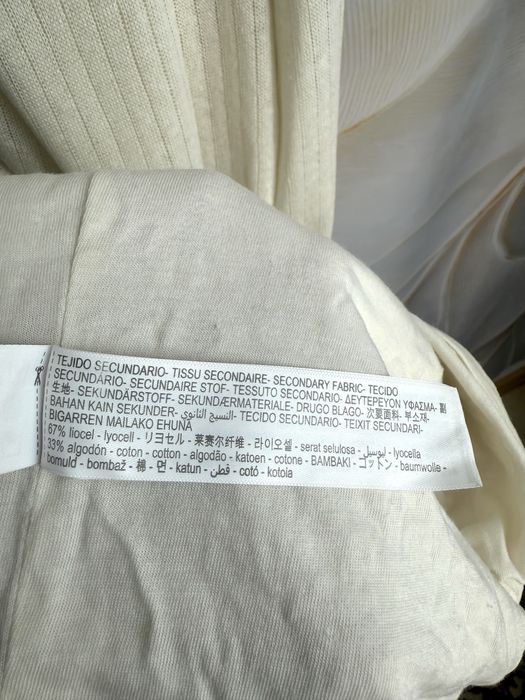 TEJIDO SECUNDARIO- TISSU SECONDAIRE- SECONDARY FABRIC- TECIDO
SECUNDÁRIO- SECUNDAIRE STOF- TESSUTO SECONDARIO- ΔΕΥΤΕΡΕΥΟΝ ΥΦΑΣΜΑ- 副
生地- SEKUNDÄRSTOFF- SEKUNDÆRMATERIALE- DRUGO BLAGO- 次要面料- 부소재-
BAHAN KAIN SEKUNDER- النسيج الثانوي- TECIDO SECUNDARIO- TEIXIT SECUNDARI-
BIGARREN MAILAKO EHUNA
67% liocel - lyocell - リヨセル - 莱赛尔纤维 - 라이오셀 - serat selulosa - ليوسيل - lyocella
33% algodón - coton - cotton - algodão - katoen - cotone - ΒΑΜΒΑΚΙ - コットン - baumwolle -
bomuld - bombaž - 棉 - 면 - katun - قطن - cotó - kotoia